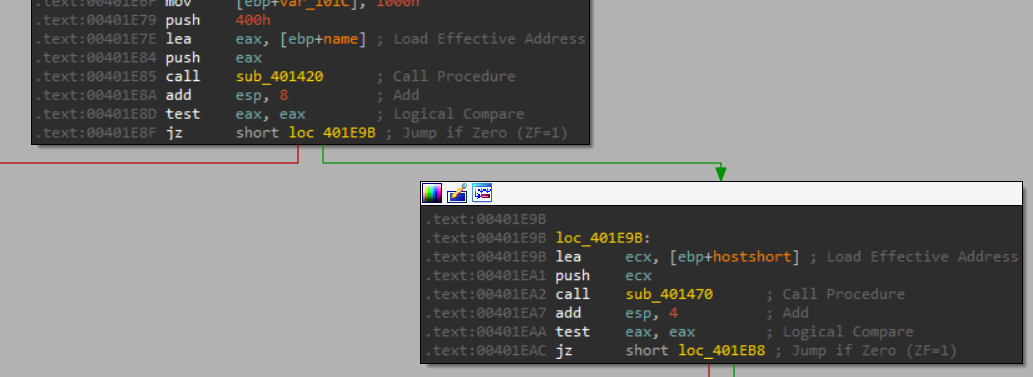 .text:00401E6F mov [ebp+var_101C], 1000h
.text:00401E79 push 400h
.text:00401E7E lea eax, [ebp+name] ; Load Effective Address
.text:00401E84 push eax
.text:00401E85 call sub_401420 ; Call Procedure
.text:00401E8A add esp, 8 ; Add
.text:00401E8D test eax, eax ; Logical Compare
.text:00401E8F jz short loc_401E9B ; Jump if Zero (ZF=1)
.text:00401E9B
.text:00401E9B loc_401E9B:
.text:00401E9B lea ecx, [ebp+hostshort] ; Load Effective Address
.text:00401EA1 push ecx
.text:00401EA2 call sub_401470 ; Call Procedure
.text:00401EA7 add esp, 4 ; Add
.text:00401EAA test eax, eax ; Logical Compare
.text:00401EAC jz short loc_401EB8 ; Jump if Zero (ZF=1)